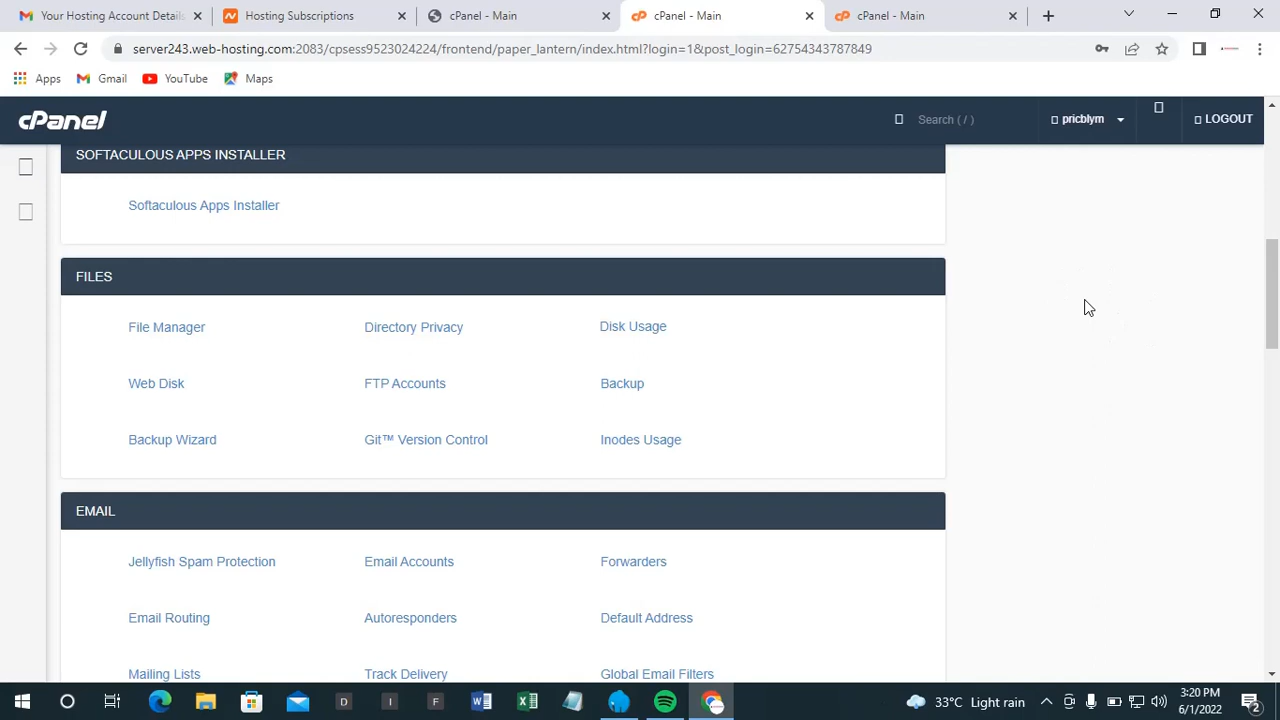 Your Hosting Account Details
Hosting Subscriptions
cPanel - Main
cPanel - Main
cPanel - Main
server243.web-hosting.com:2083/cpsess9523024224/frontend/paper_lantern/index.html?login=1&post_login=62754343787849
Apps
Gmail
YouTube
Maps
cPanel
Search ( / )
pricblym
LOGOUT
SOFTACULOUS APPS INSTALLER
Softaculous Apps Installer
FILES
File Manager
Directory Privacy
Disk Usage
Web Disk
FTP Accounts
Backup
Backup Wizard
Git™ Version Control
Inodes Usage
EMAIL
Jellyfish Spam Protection
Email Accounts
Forwarders
Email Routing
Autoresponders
Default Address
Mailing Lists
Track Delivery
Global Email Filters
D
I
F
33°C Light rain
3:20 PM
6/1/2022
2